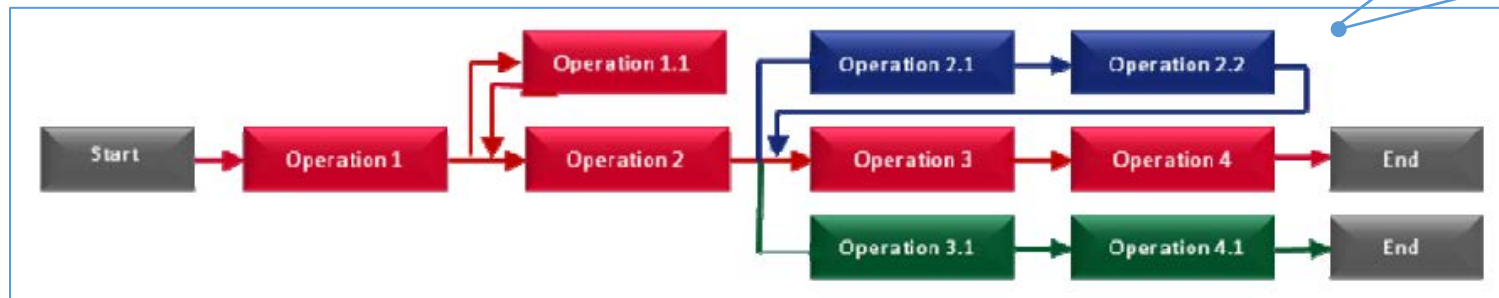 Operation 1.1
Operation 2.1
Operation 2.2
Start
Operation 1
Operation 2
Operation 3
Operation 4
End
Operation 3.1
Operation 4.1
End